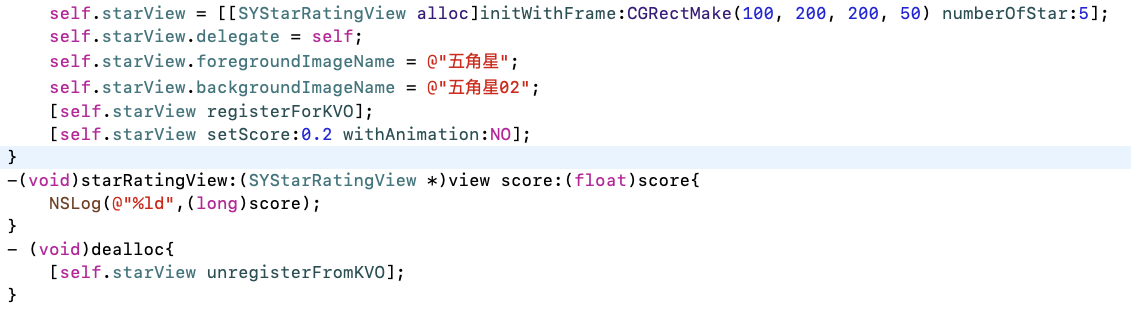 self.starView = [[SYStarRatingView alloc]initWithFrame:CGRectMake(100, 200, 200, 50) numberOfStar:5];
self.starView.delegate = self;
self.starView.foregroundImageName = @"五角星";
self.starView.backgroundImageName = @"五角星02";
[self.starView registerForKVO];
[self.starView setScore:0.2 withAnimation:NO];
}
-(void)starRatingView:(SYStarRatingView *)view score:(float)score{
NSLog(@"%ld",(long)score);
}
- (void)dealloc{
[self.starView unregisterFromKVO];
}